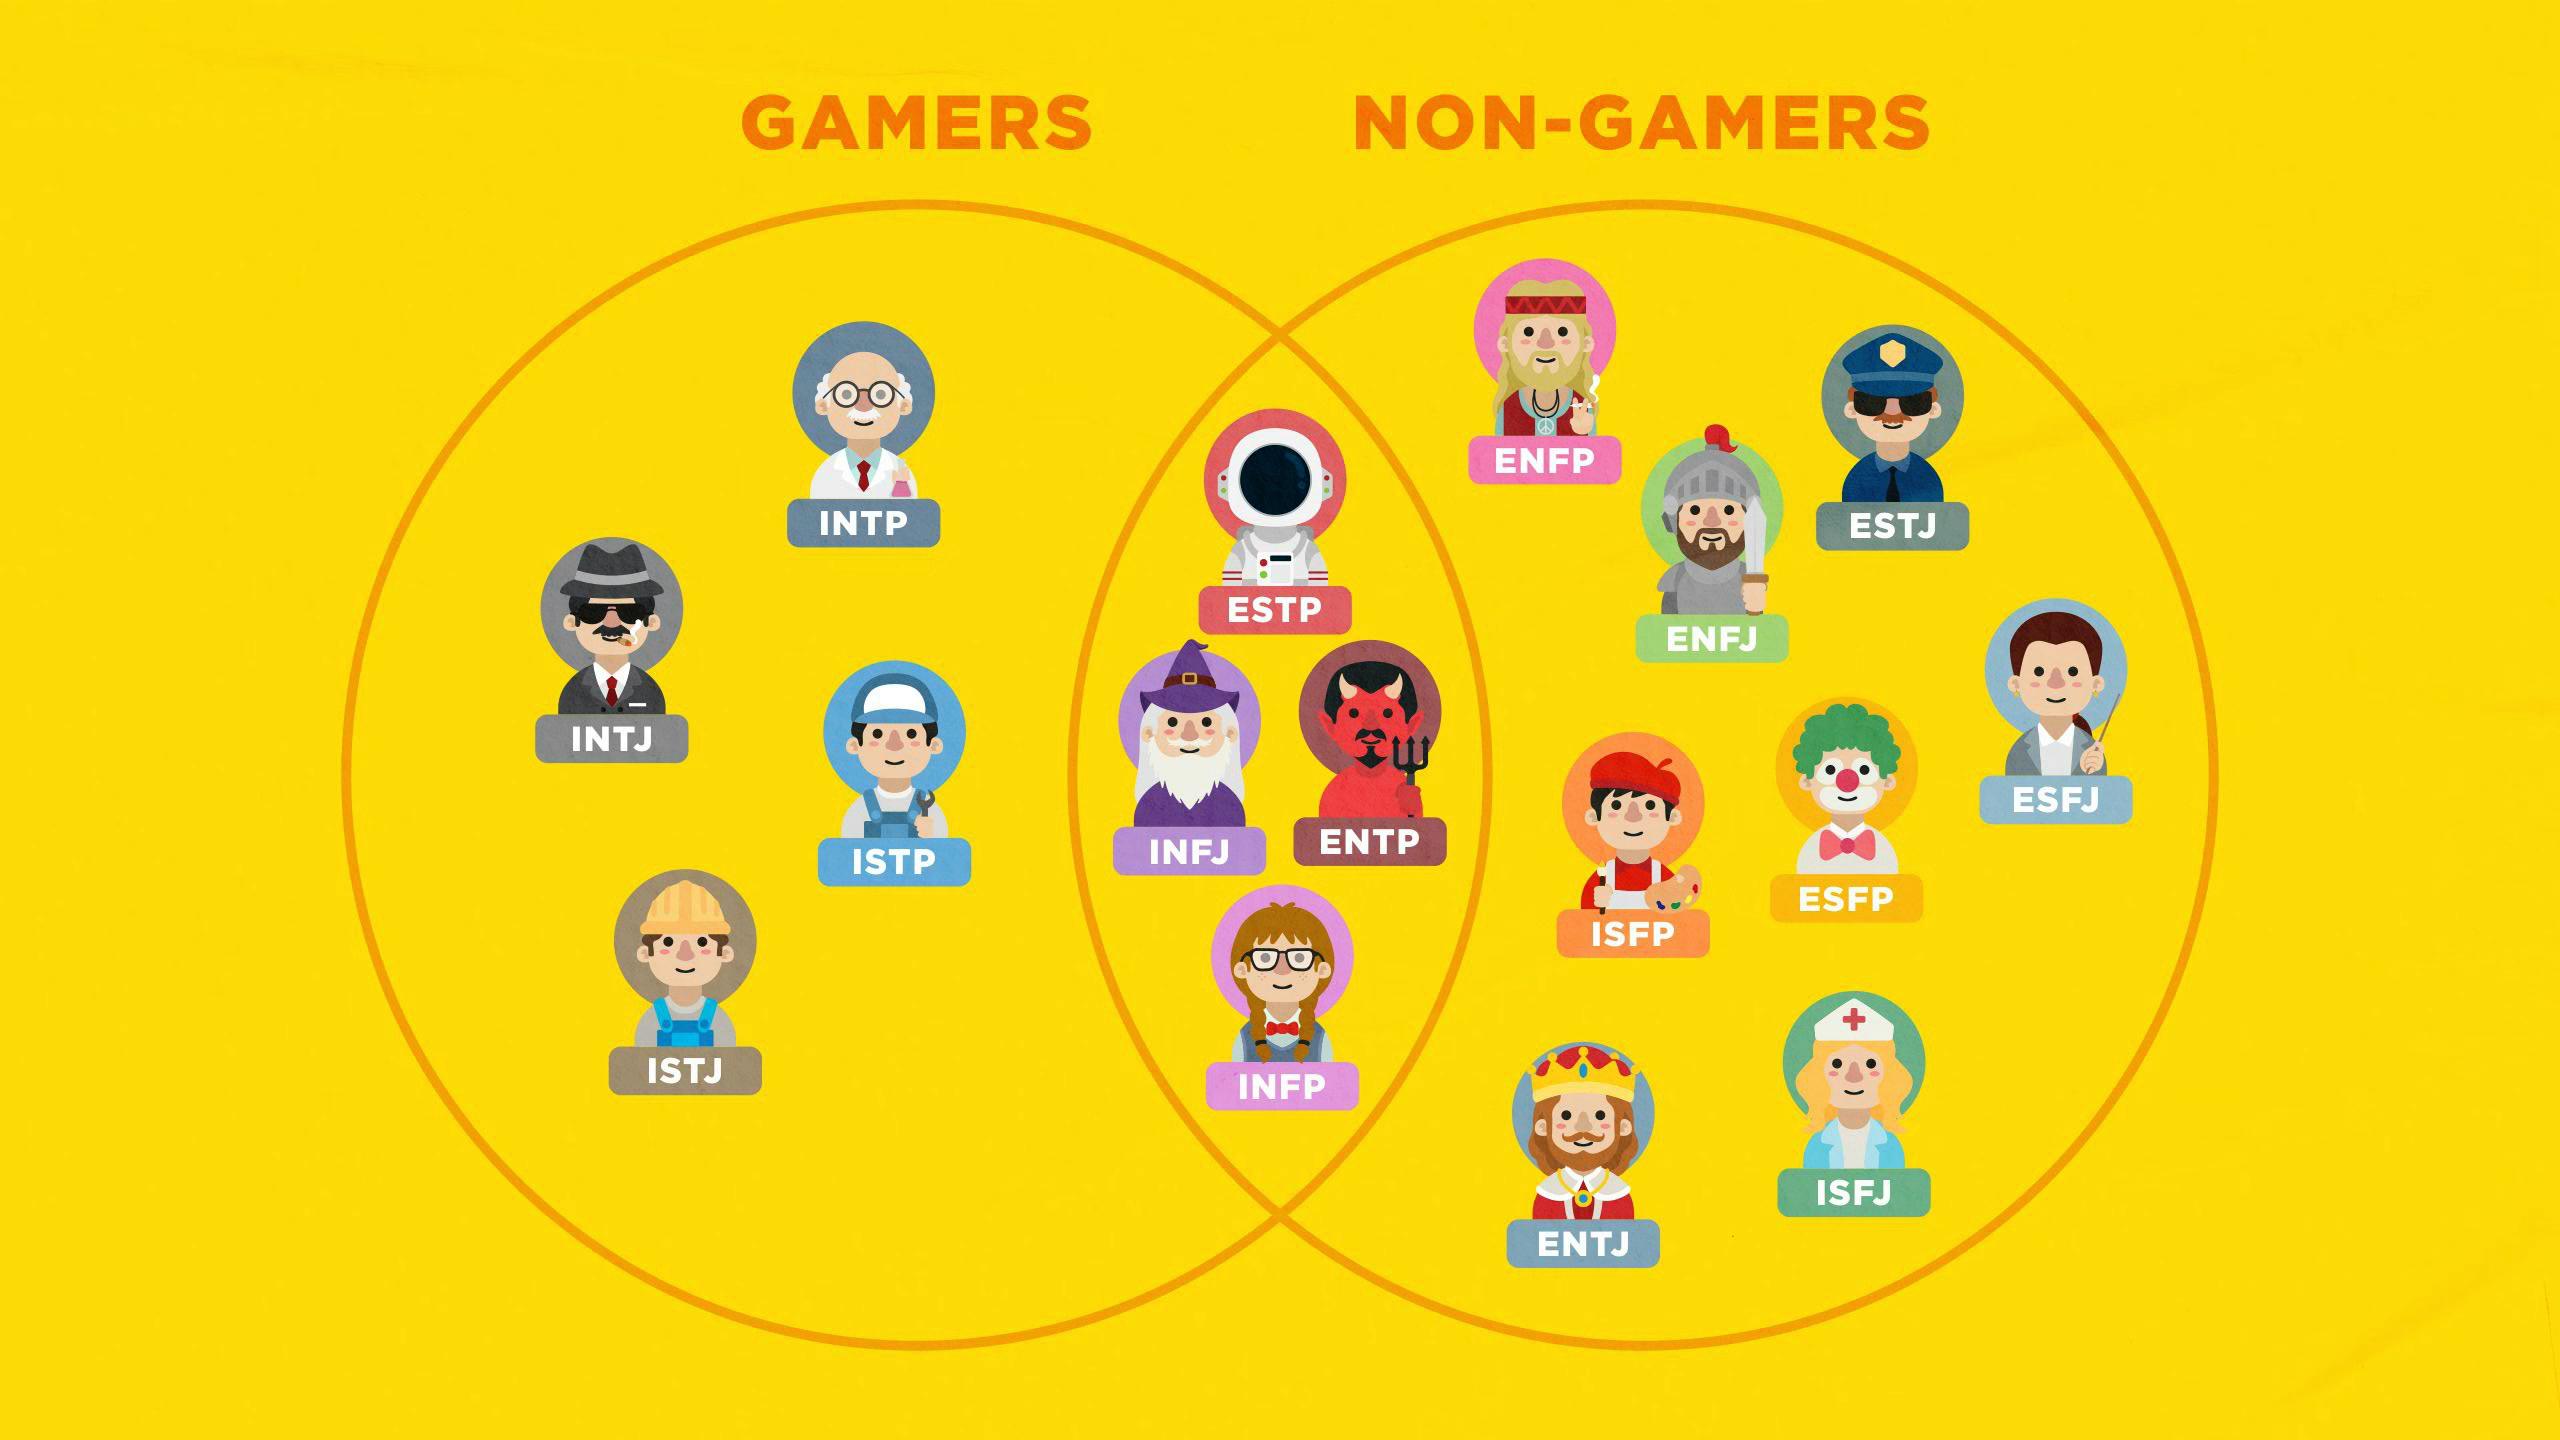 GAMERS
NON-GAMERS
INTP
INTJ
ISTP
ISTJ
ESTP
INFJ
ENTP
INFP
ENFP
ESTJ
ENFJ
ESFJ
ESFP
ISFP
ISFJ
ENTJ